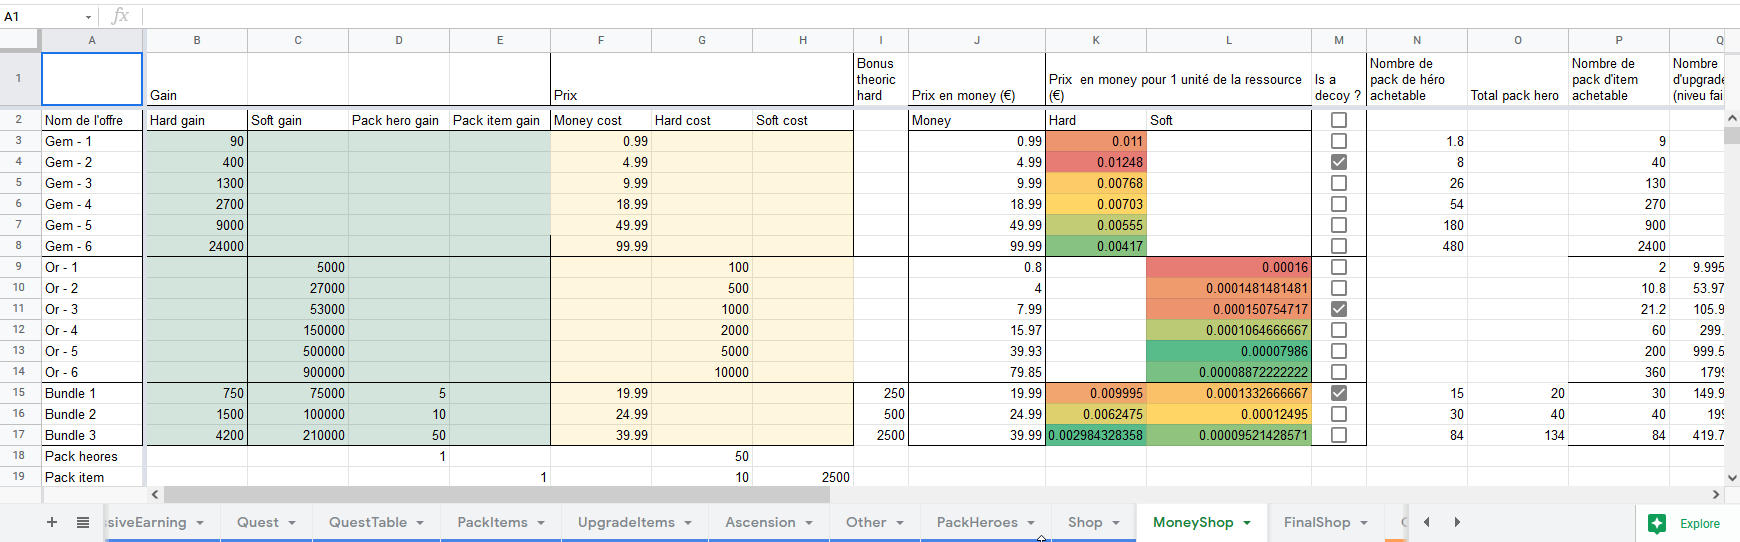 A1 fx
A B C D E F G H I J K L M N O P Q
1 Gain Prix Bonus theoric hard Prix en money (€) Prix en money pour 1 unité de la ressource (€) Is a decoy ? Nombre de pack de héro achetable Total pack hero Nombre de pack d'item achetable Nombre d'upgrade (niveu fai
2 Nom de l'offre Hard gain Soft gain Pack hero gain Pack item gain Money cost Hard cost Soft cost Money Hard Soft
3 Gem - 1 90 0.99 0.99 0.011 1.8 9
4 Gem - 2 400 4.99 4.99 0.01248 8 40
5 Gem - 3 1300 9.99 9.99 0.00768 26 130
6 Gem - 4 2700 18.99 18.99 0.00703 54 270
7 Gem - 5 9000 49.99 49.99 0.00555 180 900
8 Gem - 6 24000 99.99 99.99 0.00417 480 2400
9 Or - 1 5000 100 0.8 0.00016 2 9.995
10 Or - 2 27000 500 4 0.0001481481481 10.8 53.97
11 Or - 3 53000 1000 7.99 0.000150754717 21.2 105.9
12 Or - 4 150000 2000 15.97 0.0001064666667 60 299.
13 Or - 5 500000 5000 39.93 0.00007986 200 999.5
14 Or - 6 900000 10000 79.85 0.00008872222222 360 1799
15 Bundle 1 750 75000 5 19.99 250 19.99 0.009995 0.0001332666667 15 20 30 149.9
16 Bundle 2 1500 100000 10 24.99 500 24.99 0.0062475 0.00012495 30 40 40 199
17 Bundle 3 4200 210000 50 39.99 2500 39.99 0.002984328358 0.00009521428571 84 134 84 419.7
18 Pack heores 1 50
19 Pack item 1 10 2500
ssiveEarning Quest QuestTable PackItems UpgradeItems Ascension Other PackHeroes Shop MoneyShop FinalShop Explore